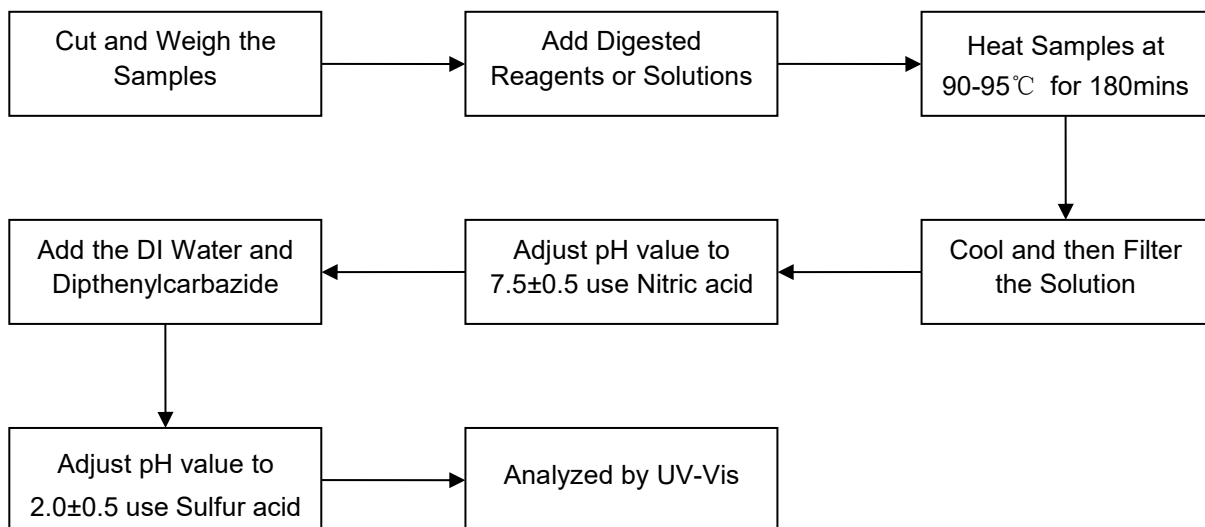 Cut and Weigh the
Samples
Add Digested
Reagents or Solutions
Heat Samples at
90-95℃ for 180mins
Cool and then Filter
the Solution
Adjust pH value to
7.5±0.5 use Nitric acid
Add the DI Water and
Dipthenylcarbazide
Adjust pH value to
2.0±0.5 use Sulfur acid
Analyzed by UV-Vis